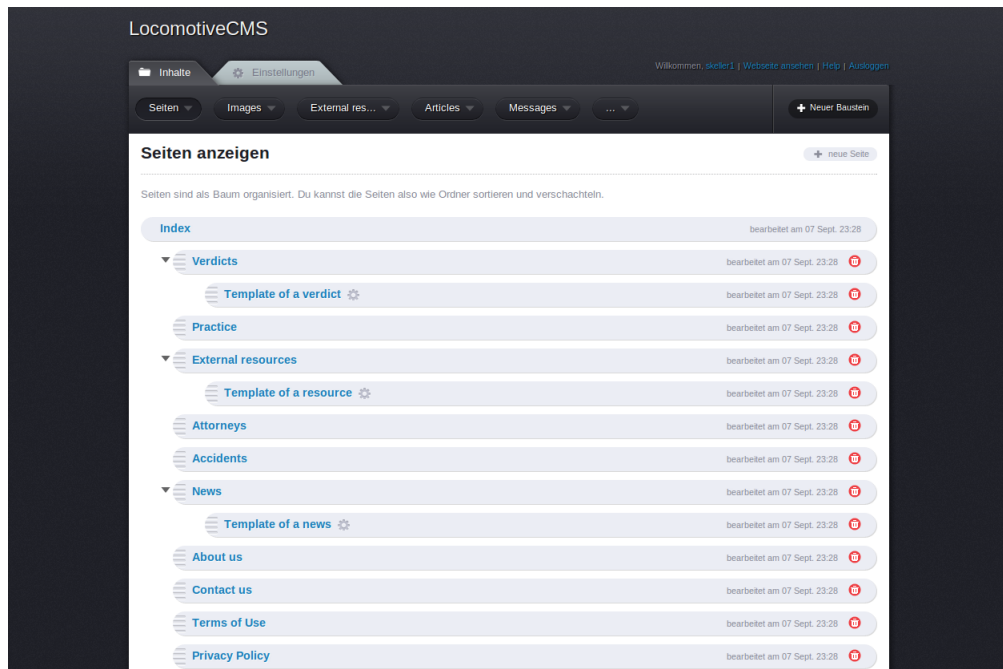 LocomotiveCMS
Inhalte
Einstellungen
Willkommen, skeller1 | Webseite ansehen | Help | Ausloggen
Seiten
Images
External res...
Articles
Messages
...
Neuer Baustein
Seiten anzeigen
neue Seite
Seiten sind als Baum organisiert. Du kannst die Seiten also wie Ordner sortieren und verschachteln.
Index bearbeitet am 07 Sept. 23:28
Verdicts bearbeitet am 07 Sept. 23:28
Template of a verdict bearbeitet am 07 Sept. 23:28
Practice bearbeitet am 07 Sept. 23:28
External resources bearbeitet am 07 Sept. 23:28
Template of a resource bearbeitet am 07 Sept. 23:28
Attorneys bearbeitet am 07 Sept. 23:28
Accidents bearbeitet am 07 Sept. 23:28
News bearbeitet am 07 Sept. 23:28
Template of a news bearbeitet am 07 Sept. 23:28
About us bearbeitet am 07 Sept. 23:28
Contact us bearbeitet am 07 Sept. 23:28
Terms of Use bearbeitet am 07 Sept. 23:28
Privacy Policy bearbeitet am 07 Sept. 23:28